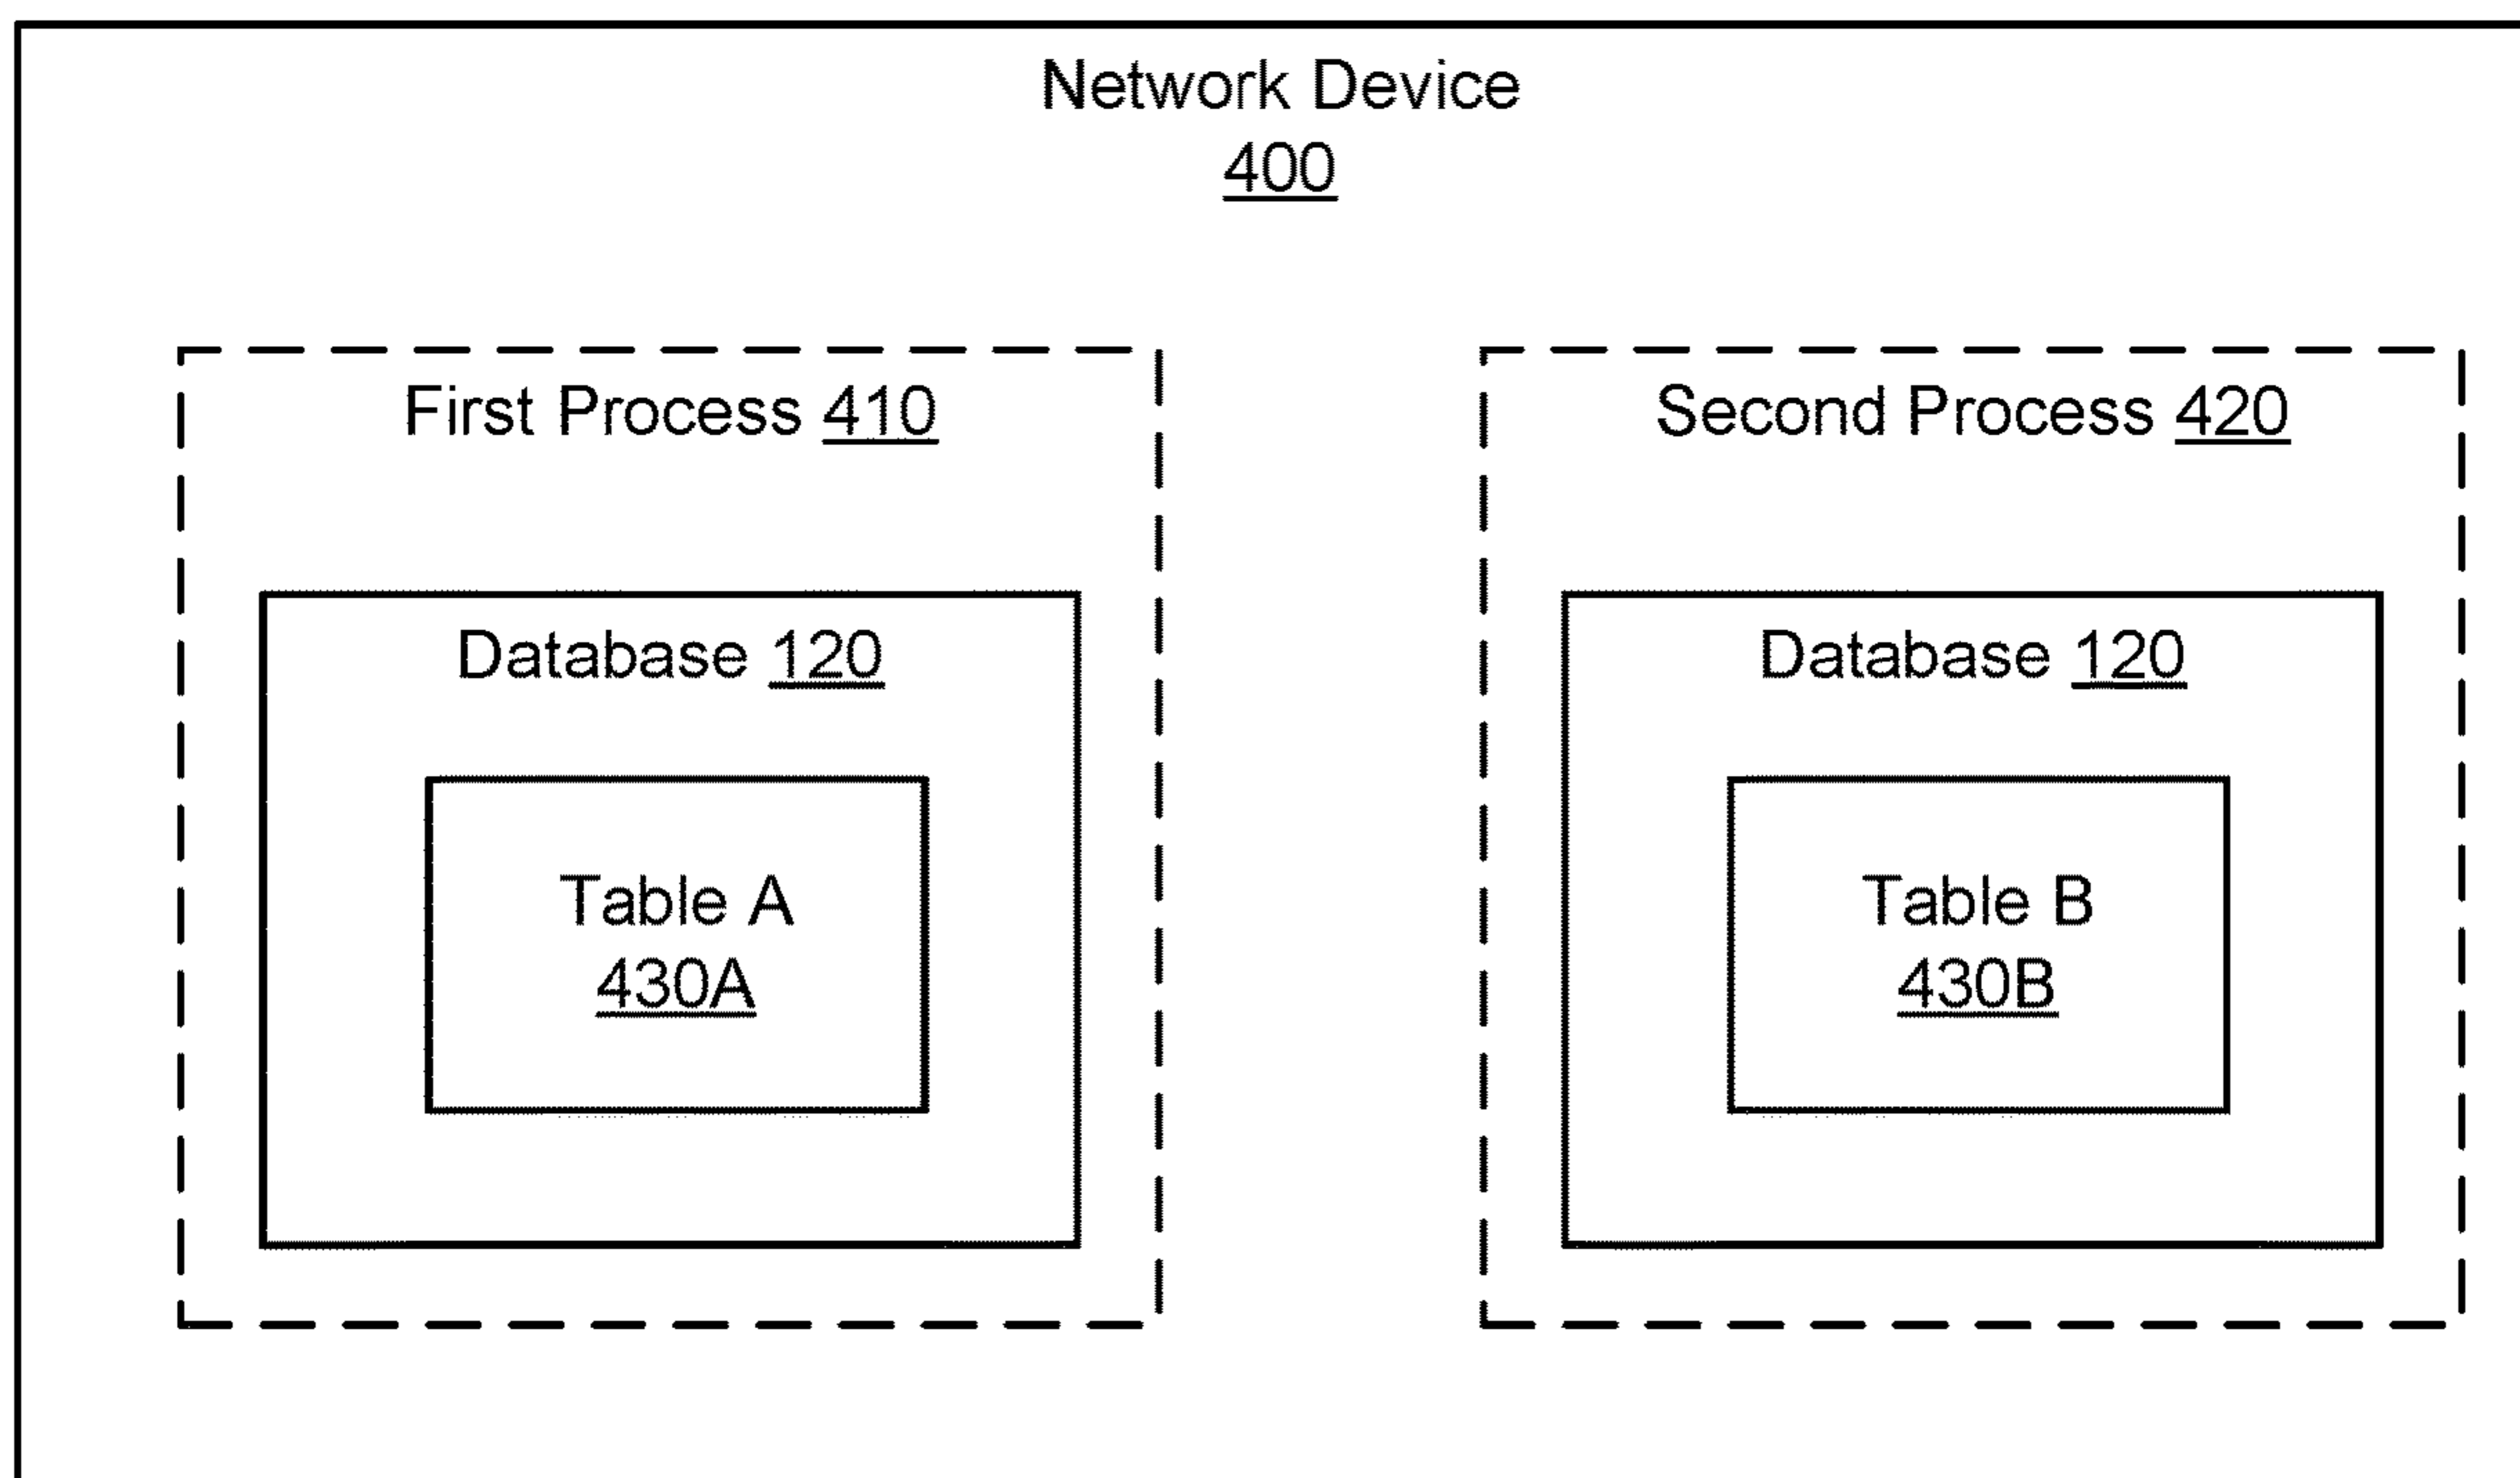 Network Device
400
First Process 410
Second Process 420
Database 120
Database 120
Table A
430A
Table B
430B